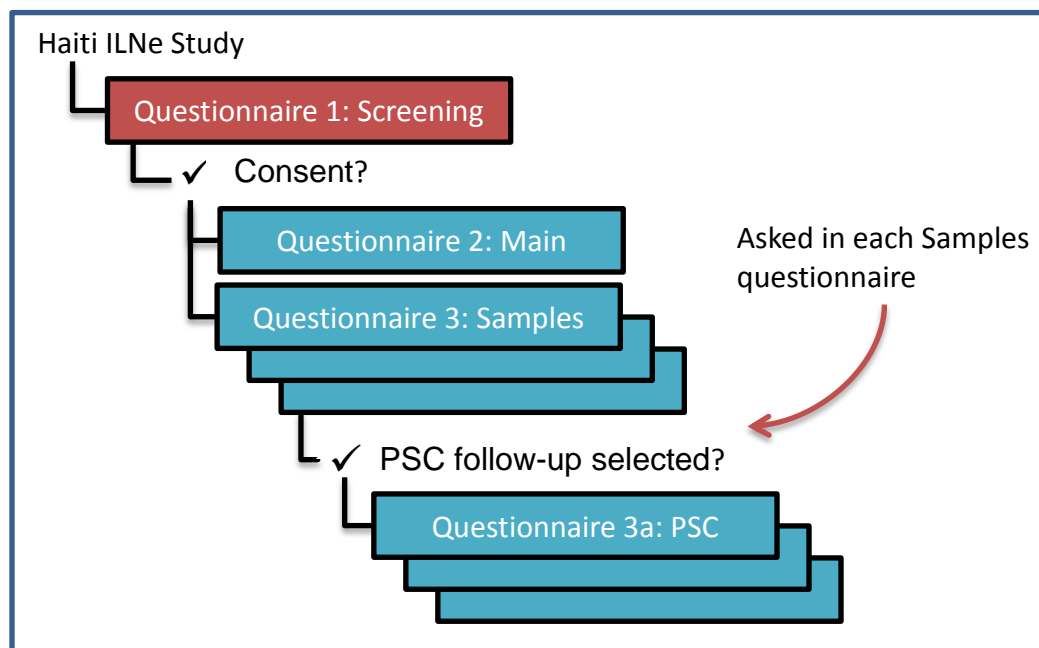 Haiti ILNe Study
Questionnaire 1: Screening
✓ Consent?
Questionnaire 2: Main
Asked in each Samples
questionnaire
Questionnaire 3: Samples
✓ PSC follow-up selected?
Questionnaire 3a: PSC